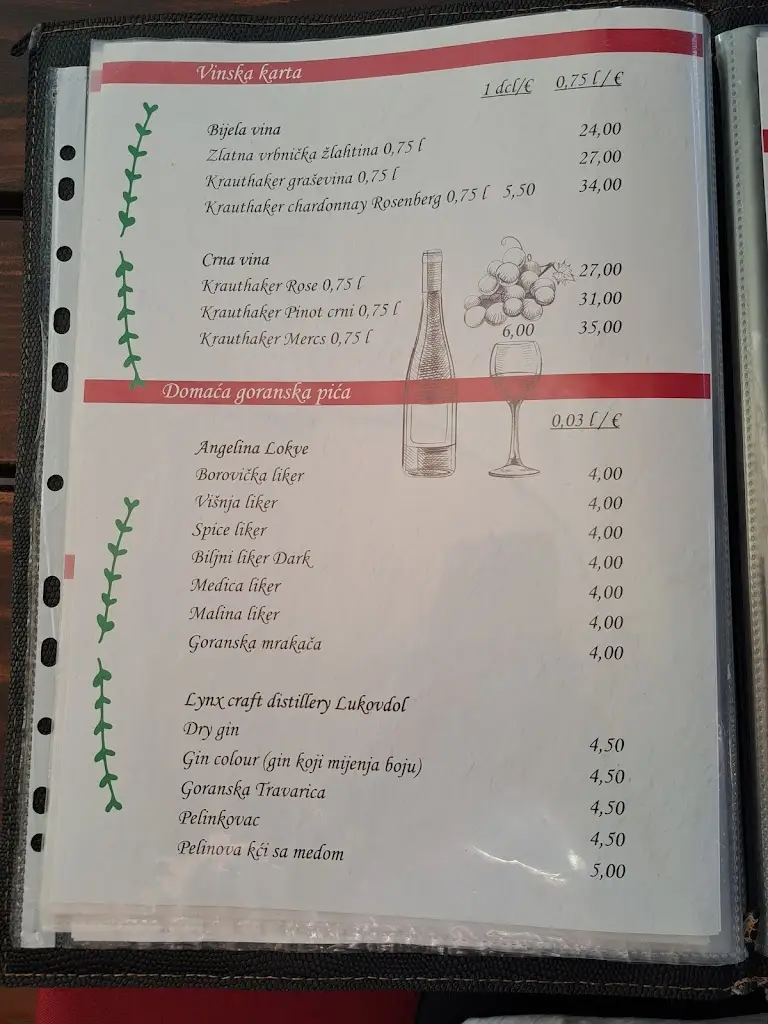 Vinska karta
1 dcl/€ 0,75 l / €
Bijela vina
Zlatna vrbnička žlahtina 0,75 l 24,00
Krauthaker graševina 0,75 l 27,00
Krauthaker chardonnay Rosenberg 0,75 l 5,50 34,00
Crna vina
Krauthaker Rose 0,75 l 27,00
Krauthaker Pinot crni 0,75 l 31,00
Krauthaker Mercs 0,75 l 6,00 35,00
Domaća goranska pića
0,03 l / €
Angelina Lokve
Borovička liker 4,00
Višnja liker 4,00
Spice liker 4,00
Biljni liker Dark 4,00
Medica liker 4,00
Malina liker 4,00
Goranska mrakača 4,00
Lynx craft distillery Lukovdol
Dry gin 4,50
Gin colour (gin koji mijenja boju) 4,50
Goranska Travarica 4,50
Pelinkovac 4,50
Pelinova kći sa medom 5,00